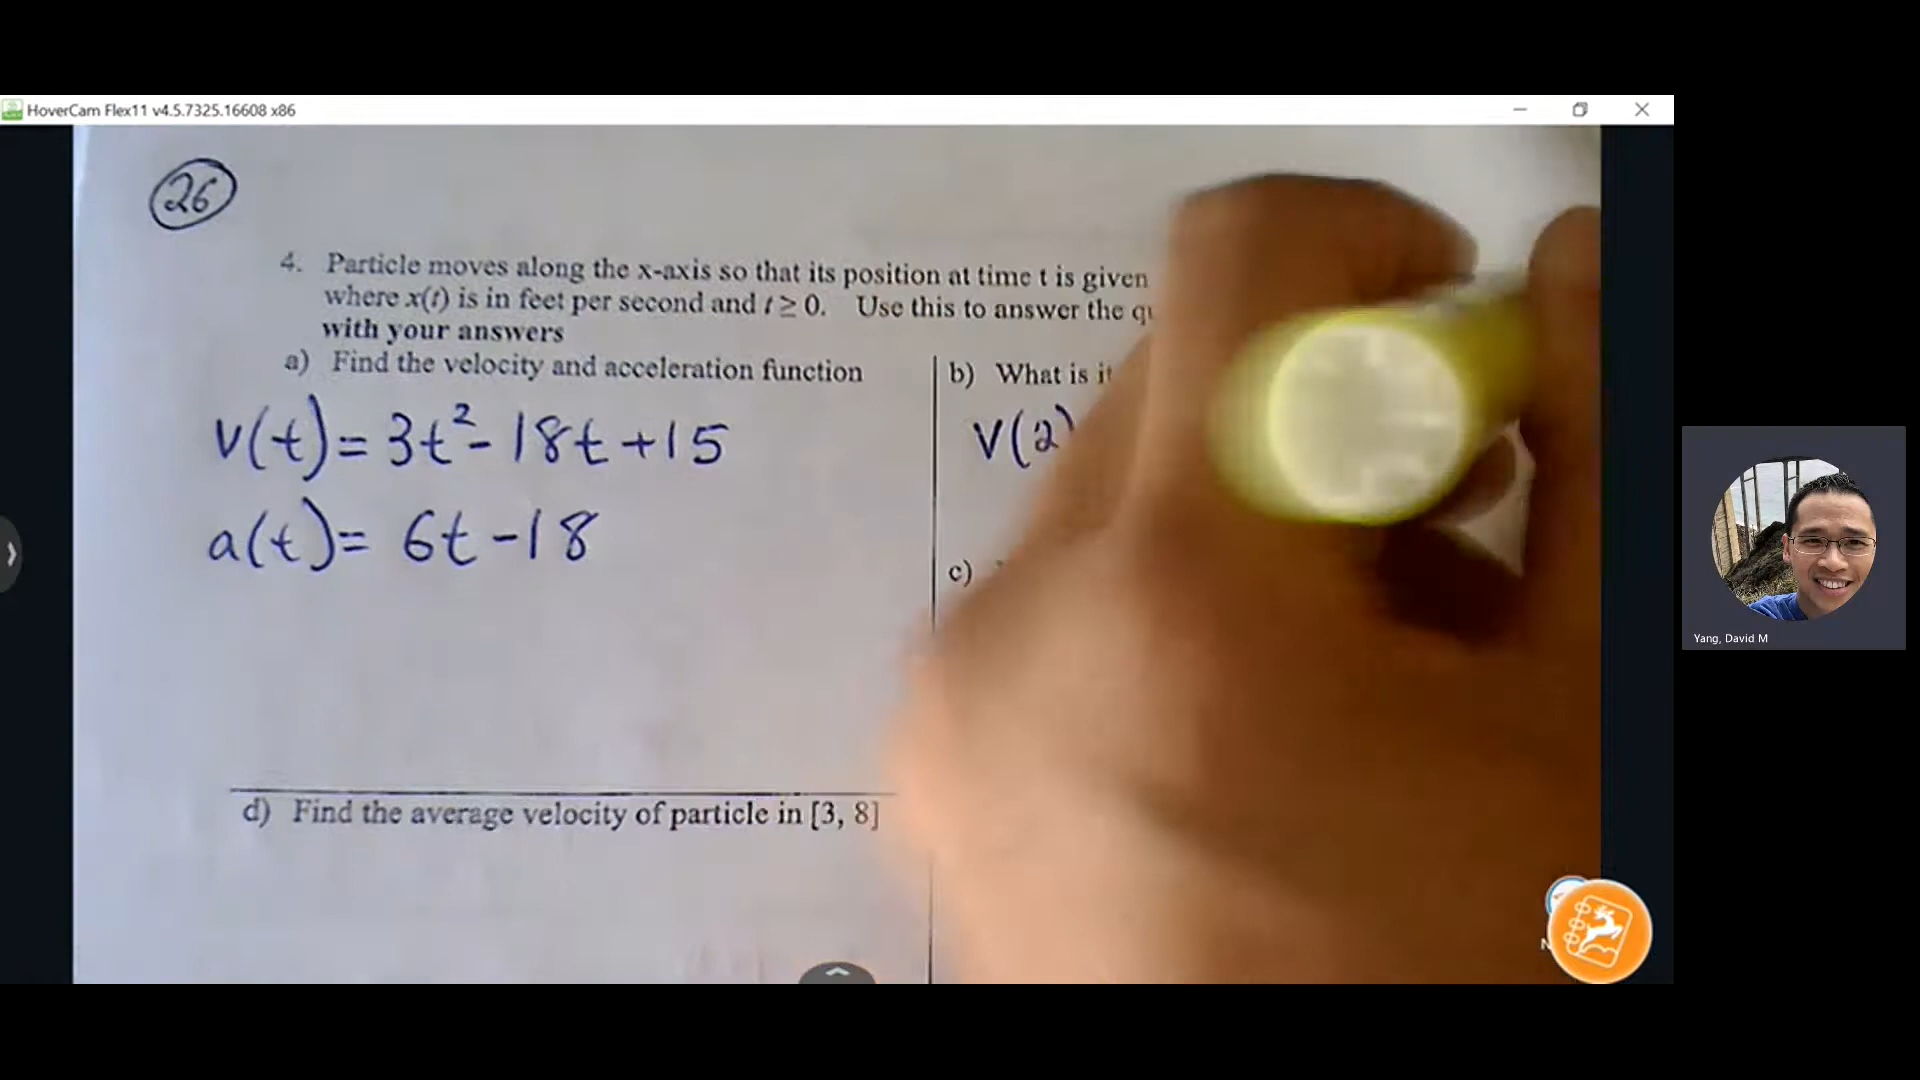 HoverCam Flex11 v4.5.7325.16608 x86
26
4. Particle moves along the x-axis so that its position at time t is given
where x(t) is in feet per second and t ≥ 0. Use this to answer the
with your answers
a) Find the velocity and acceleration function
v(t) = 3t² - 18t + 15
a(t) = 6t - 18
b) What is it
v(2)
c)
d) Find the average velocity of particle in [3, 8]
Yang, David M